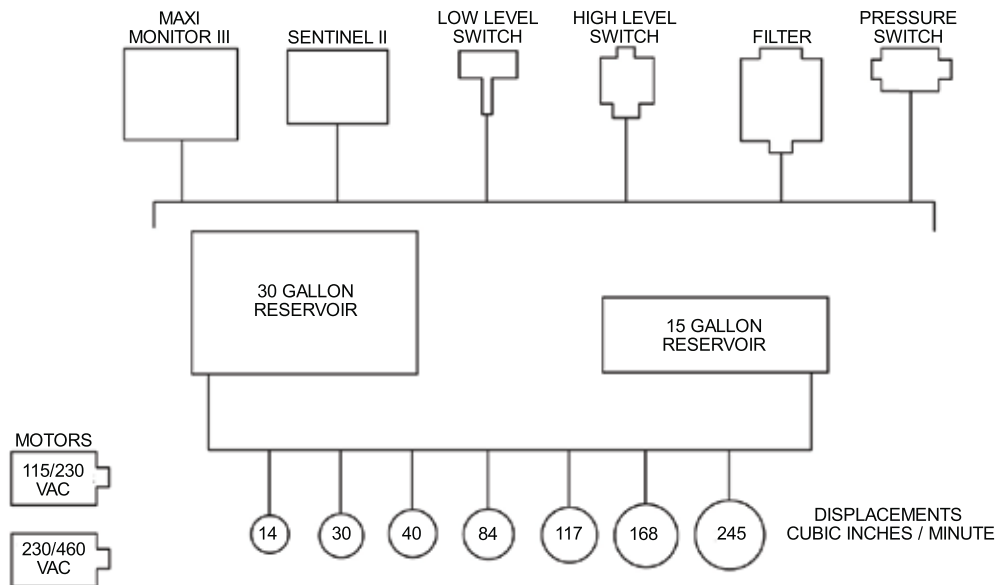 MAXI
MONITOR III
SENTINEL II
LOW LEVEL
SWITCH
HIGH LEVEL
SWITCH
FILTER
PRESSURE
SWITCH
30 GALLON
RESERVOIR
15 GALLON
RESERVOIR
MOTORS
115/230
VAC
230/460
VAC
14
30
40
84
117
168
245
DISPLACEMENTS
CUBIC INCHES / MINUTE